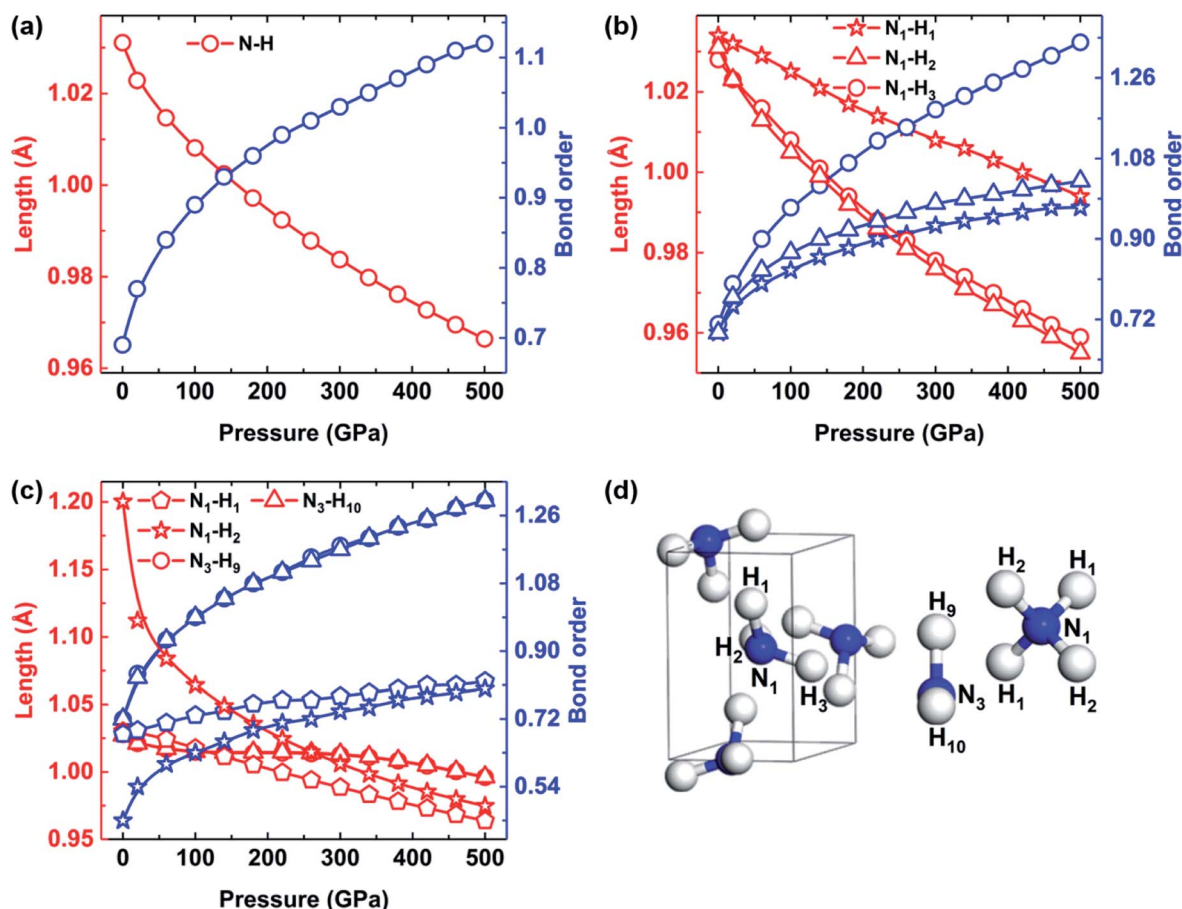 (a)
N-H
1.02
1.00
0.98
0.96
Length (Å)
1.1
1.0
0.9
0.8
0.7
Bond order
0 100 200 300 400 500
Pressure (GPa)
(b)
N1-H1
N1-H2
N1-H3
1.02
1.00
0.98
0.96
Length (Å)
1.26
1.08
0.90
0.72
Bond order
0 100 200 300 400 500
Pressure (GPa)
(c)
N1-H1 N3-H10
N1-H2
N3-H9
1.20
1.15
1.10
1.05
1.00
0.95
Length (Å)
1.26
1.08
0.90
0.72
0.54
Bond order
0 100 200 300 400 500
Pressure (GPa)
(d)
H1
H2
N1
H3
H9
N3
H10
H2 H1
N1
H1 H2